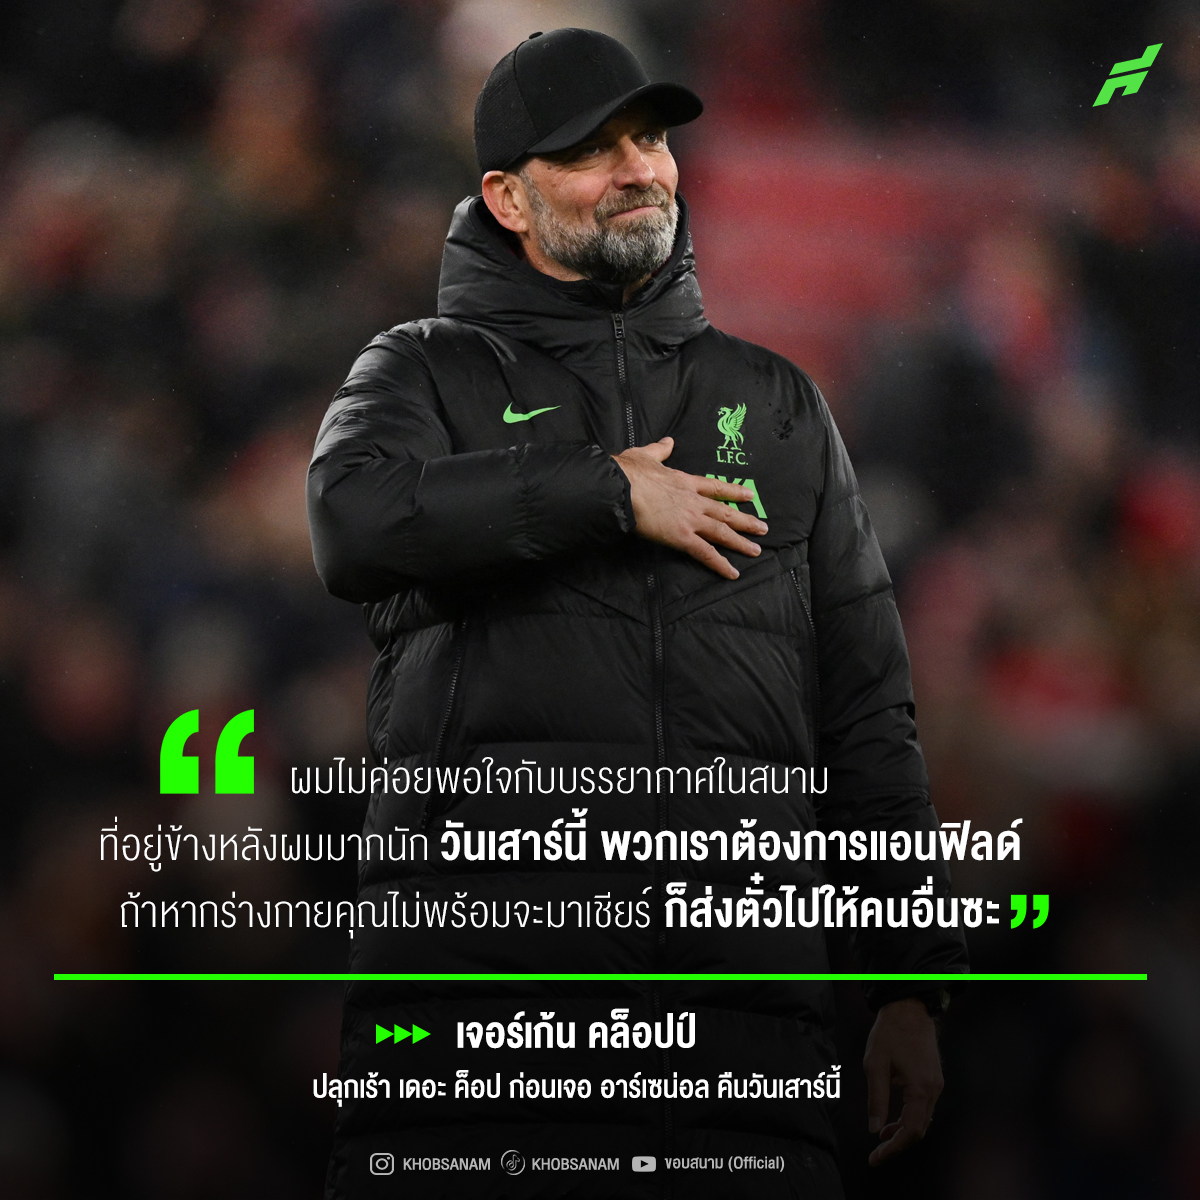 L.F.C.
“ ผมไม่ค่อยพอใจกับบรรยากาศในสนาม
ที่อยู่ข้างหลังผมมากนัก วันเสาร์นี้ พวกเราต้องการแอนฟิลด์
ถ้าหากร่างกายคุณไม่พร้อมจะมาเชียร์ ก็ส่งตั๋วไปให้คนอื่นซะ ”
เจอร์เก้น คล็อปป์
ปลุกเร้า เดอะ ค็อป ก่อนเจอ อาร์เซน่อล คืนวันเสาร์นี้
KHOBSANAM KHOBSANAM ขอบสนาม (Official)